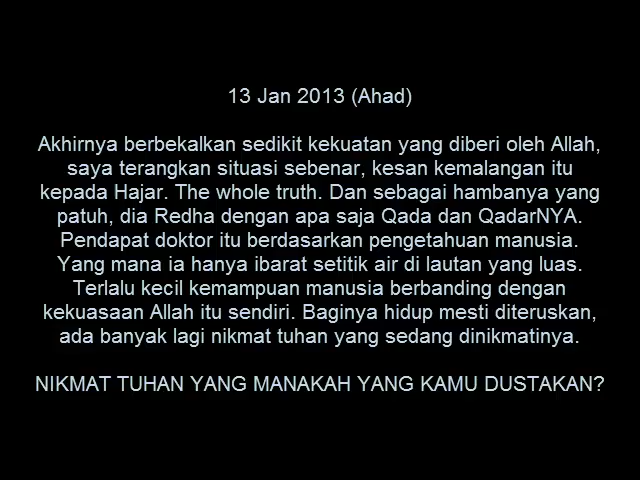 13 Jan 2013 (Ahad)
Akhirnya berbekalkan sedikit kekuatan yang diberi oleh Allah,
saya terangkan situasi sebenar, kesan kemalangan itu
kepada Hajar. The whole truth. Dan sebagai hambanya yang
patuh, dia Redha dengan apa saja Qada dan QadarNYA.
Pendapat doktor itu berdasarkan pengetahuan manusia.
Yang mana ia hanya ibarat setitik air di lautan yang luas.
Terlalu kecil kemampuan manusia berbanding dengan
kekuasaan Allah itu sendiri. Baginya hidup mesti diteruskan,
ada banyak lagi nikmat tuhan yang sedang dinikmatinya.
NIKMAT TUHAN YANG MANAKAH YANG KAMU DUSTAKAN?